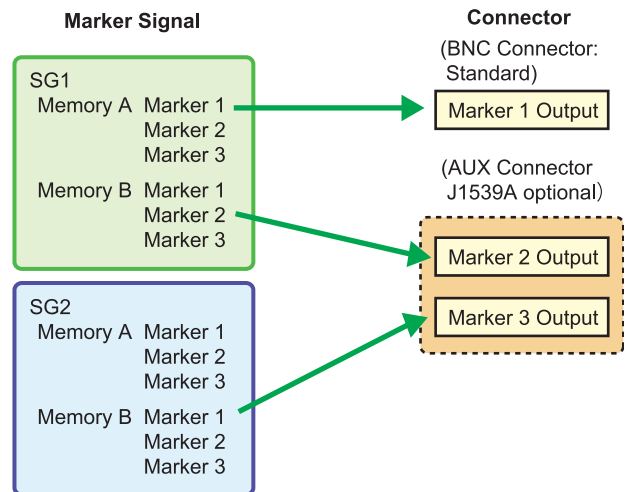 Marker Signal
SG1
Memory A Marker 1
Marker 2
Marker 3
Memory B Marker 1
Marker 2
Marker 3
SG2
Memory A Marker 1
Marker 2
Marker 3
Memory B Marker 1
Marker 2
Marker 3
Connector
(BNC Connector:
Standard)
Marker 1 Output
(AUX Connector
J1539A optional)
Marker 2 Output
Marker 3 Output